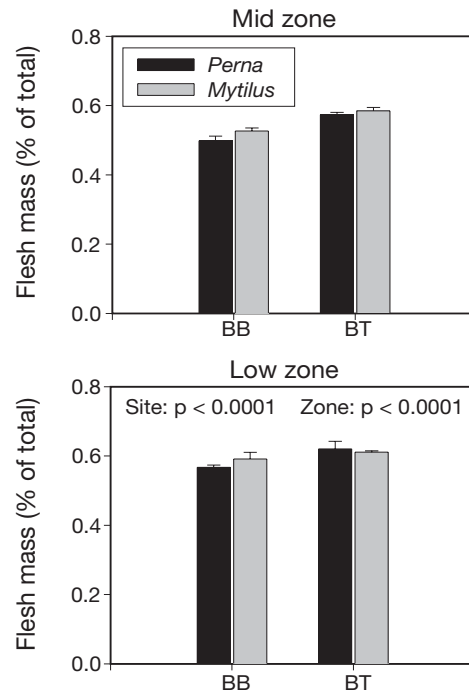 Mid zone
0.8
0.6
0.4
0.2
0.0
Flesh mass (% of total)
Perna
Mytilus
BB BT
Low zone
0.8
Site: p < 0.0001 Zone: p < 0.0001
0.6
0.4
0.2
0.0
Flesh mass (% of total)
BB BT